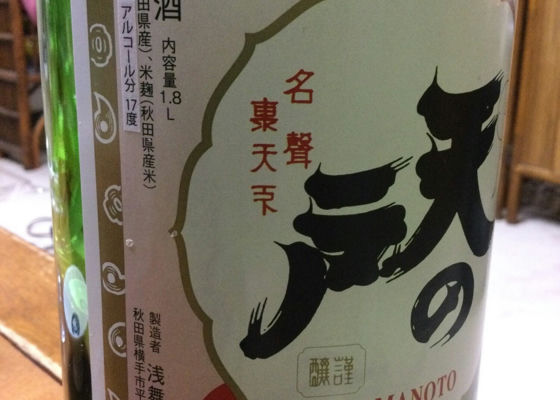 天の戸
名聲
裹天下
謹醸
MANOTO
酒
田県産)、米麹(秋田県産米)
アルコール分 17度
内容量1.8L
製造者 浅舞
秋田県横手市平